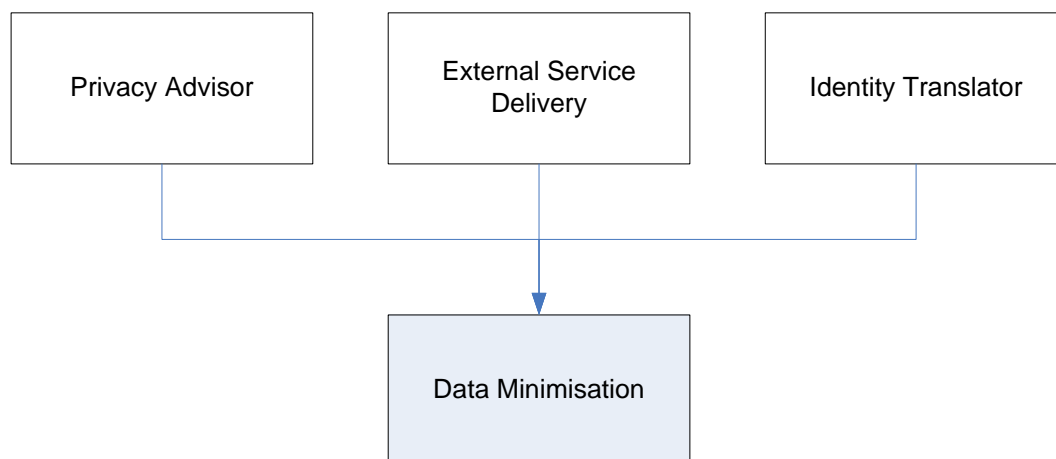 Privacy Advisor
External Service
Delivery
Identity Translator
Data Minimisation